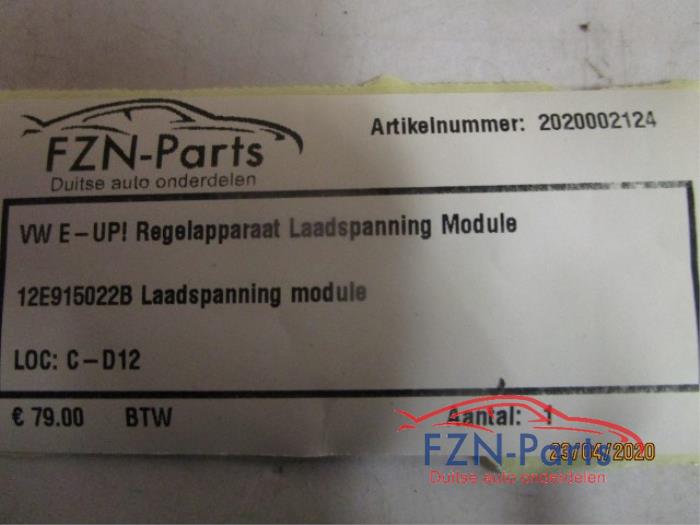 FZN-Parts
Duitse auto onderdelen
Artikelnummer: 2020002124
VW E-UP! Regelapparaat Laadspanning Module
12E915022B Laadspanning module
LOC: C-D12
€ 79.00 BTW Aantal: 1
23/04/2020
FZN-Parts
Duitse auto onderdelen